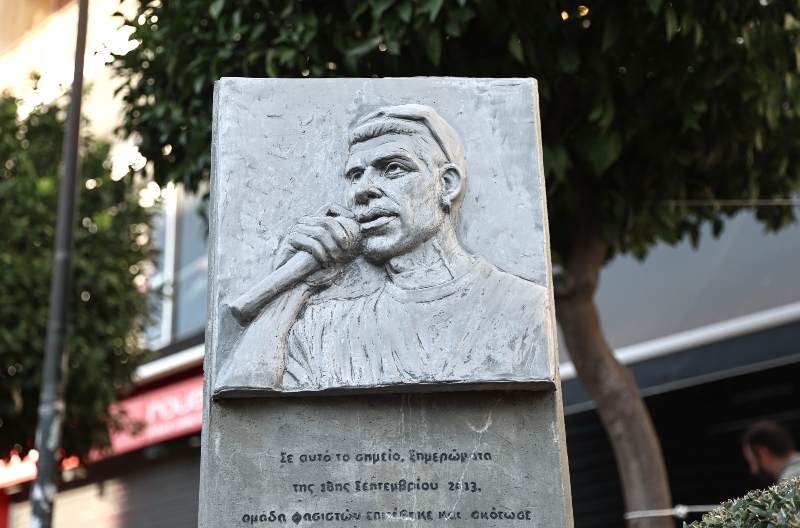 Σε αυτό το σημείο, ξημερώματα
της 18ης Σεπτεμβρίου 2013,
ομάδα φασιστών επιτέθηκε και σκότωσε